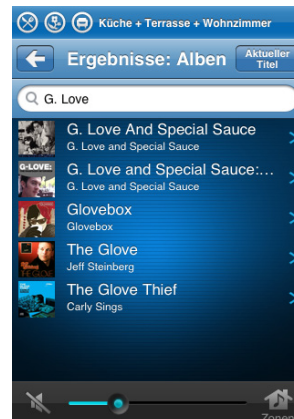 Küche + Terrasse + Wohnzimmer
Ergebnisse: Alben
Aktueller
Titel
G. Love
G. Love And Special Sauce
G. Love and Special Sauce
G. Love and Special Sauce:...
G. Love and Special Sauce
Glovebox
Glovebox
The Glove
Jeff Steinberg
The Glove Thief
Carly Sings
Zonen